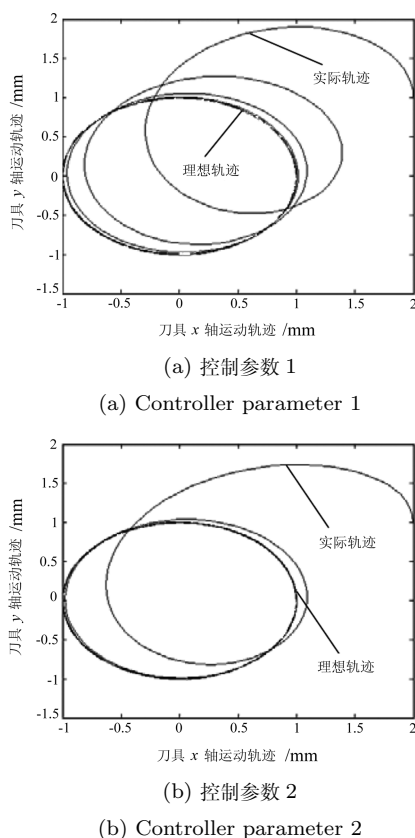 2
1.5
1
0.5
0
-0.5
-1
1.5
刀具 y 轴运动轨迹 /mm
实际轨迹
理想轨迹
-1 -0.5 0 0.5 1 1.5 2
刀具 x 轴运动轨迹 /mm
(a) 控制参数 1
(a) Controller parameter 1
2
1.5
1
0.5
0
-0.5
-1
1.5
刀具 y 轴运动轨迹 /mm
实际轨迹
理想轨迹
-1 -0.5 0 0.5 1 1.5 2
刀具 x 轴运动轨迹 /mm
(b) 控制参数 2
(b) Controller parameter 2